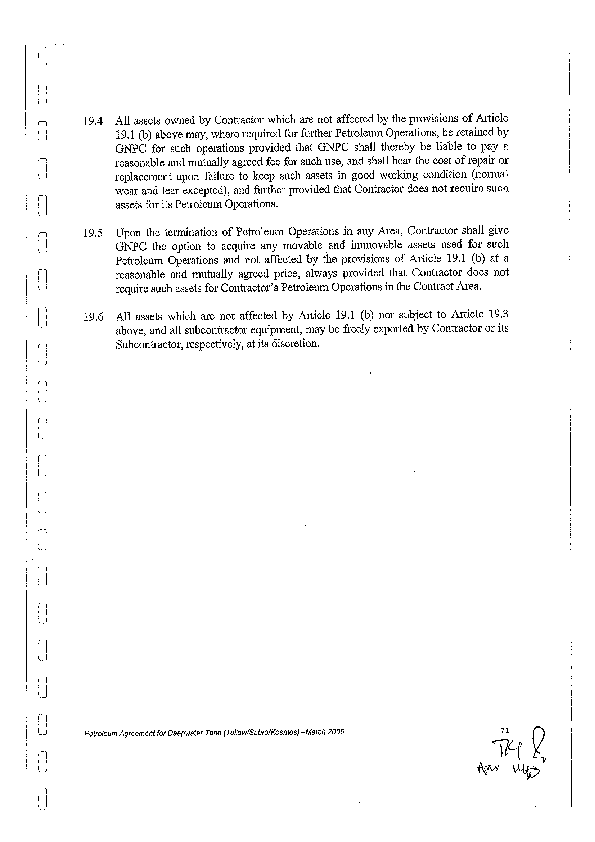 19.4 All assets owned by Contractor which are not affected by the provisions of Article
19.1 (b) above may, where required for further Petroleum Operations, be retained by
GNPC for such operations provided that GNPC shall thereby be liable to pay a
reasonable and mutually agreed fee for such use, and shall bear the cost of repair or
replacement upon failure to keep such assets in good working condition (normal
wear and tear excepted), and further provided that Contractor does not require such
assets for its Petroleum Operations.
19.5 Upon the termination of Petroleum Operations in any Area, Contractor shall give
GNPC the option to acquire any movable and immovable assets used for such
Petroleum Operations and not affected by the provisions of Article 19.1 (b) at a
reasonable and mutually agreed price, always provided that Contractor does not
require such assets for Contractor's Petroleum Operations in the Contract Area.
19.6 All assets which are not affected by Article 19.1 (b) nor subject to Article 19.3
above, and all subcontractor equipment, may be freely exported by Contractor or its
Subcontractor, respectively, at its discretion.
Petroleum Agreement for Deepwater Tano (Tullow/Sabre/Kosmos) –March 2006
71